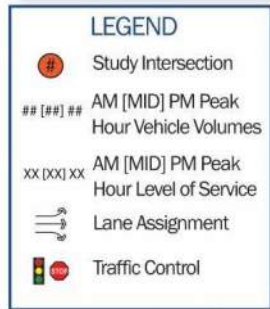 LEGEND
# Study Intersection
## [##] ## AM [MID] PM Peak
Hour Vehicle Volumes
XX [XX] XX AM [MID] PM Peak
Hour Level of Service
Lane Assignment
STOP Traffic Control